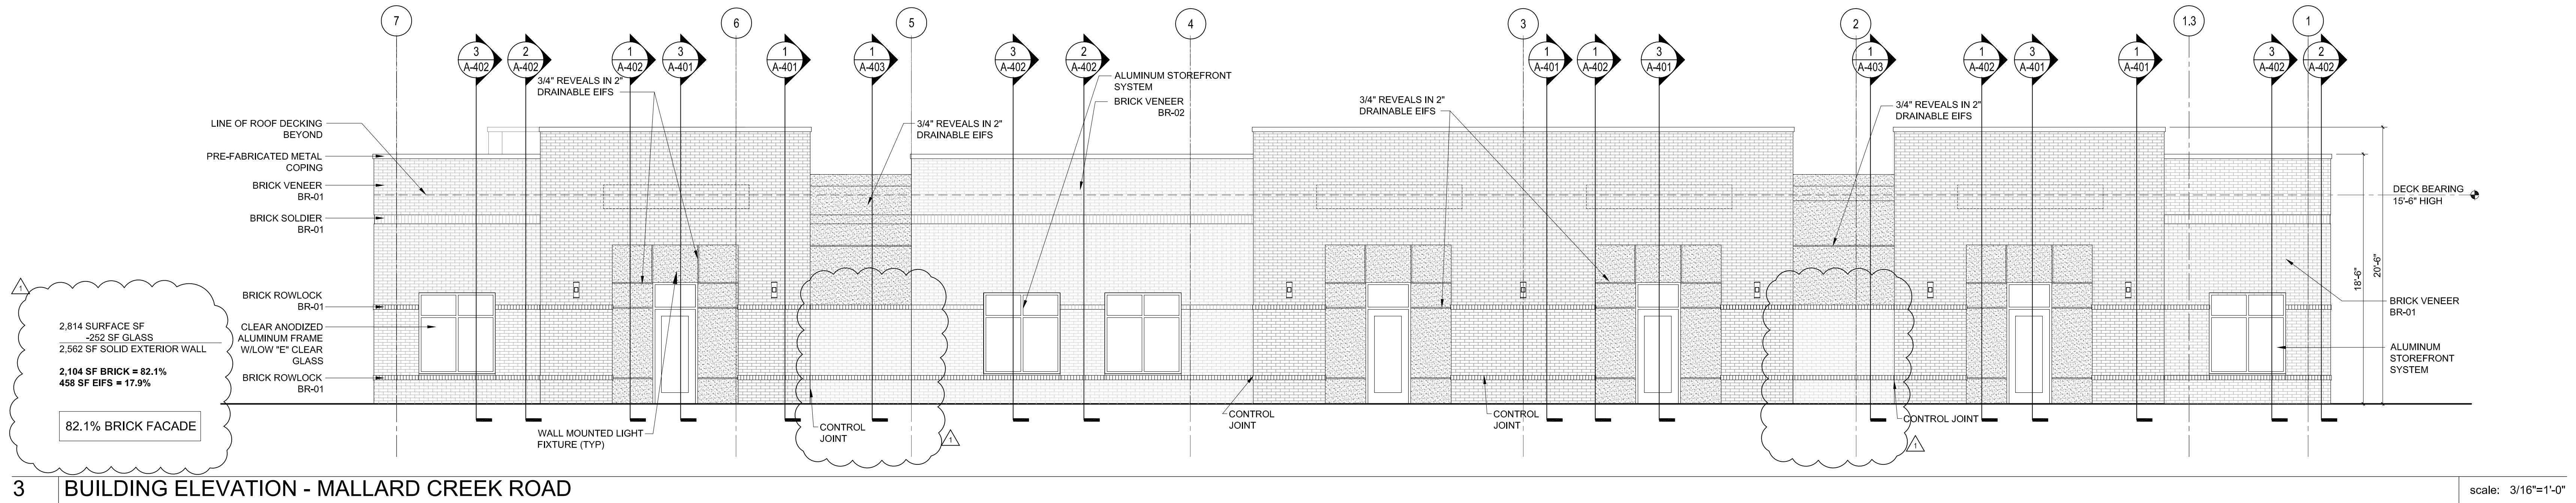 7
6
5
4
3
2
1.3
1
3
A-402
2
A-402
1
A-402
3
A-401
1
A-401
1
A-403
3
A-402
2
A-402
1
A-401
1
A-402
3
A-401
1
A-403
1
A-402
3
A-401
1
A-401
3
A-402
2
A-402
3/4" REVEALS IN 2"
DRAINABLE EIFS
LINE OF ROOF DECKING
BEYOND
PRE-FABRICATED METAL
COPING
BRICK VENEER
BR-01
BRICK SOLDIER
BR-01
BRICK ROWLOCK
BR-01
CLEAR ANODIZED
ALUMINUM FRAME
W/LOW "E" CLEAR
GLASS
BRICK ROWLOCK
BR-01
1
2,814 SURFACE SF
-252 SF GLASS
2,562 SF SOLID EXTERIOR WALL
2,104 SF BRICK = 82.1%
458 SF EIFS = 17.9%
82.1% BRICK FACADE
WALL MOUNTED LIGHT
FIXTURE (TYP)
3/4" REVEALS IN 2"
DRAINABLE EIFS
CONTROL
JOINT
1
ALUMINUM STOREFRONT
SYSTEM
BRICK VENEER
BR-02
CONTROL
JOINT
3/4" REVEALS IN 2"
DRAINABLE EIFS
CONTROL
JOINT
3/4" REVEALS IN 2"
DRAINABLE EIFS
CONTROL JOINT
1
DECK BEARING
15'-6" HIGH
18'-6"
20'-6"
BRICK VENEER
BR-01
ALUMINUM
STOREFRONT
SYSTEM
3 BUILDING ELEVATION - MALLARD CREEK ROAD
scale: 3/16"=1'-0"